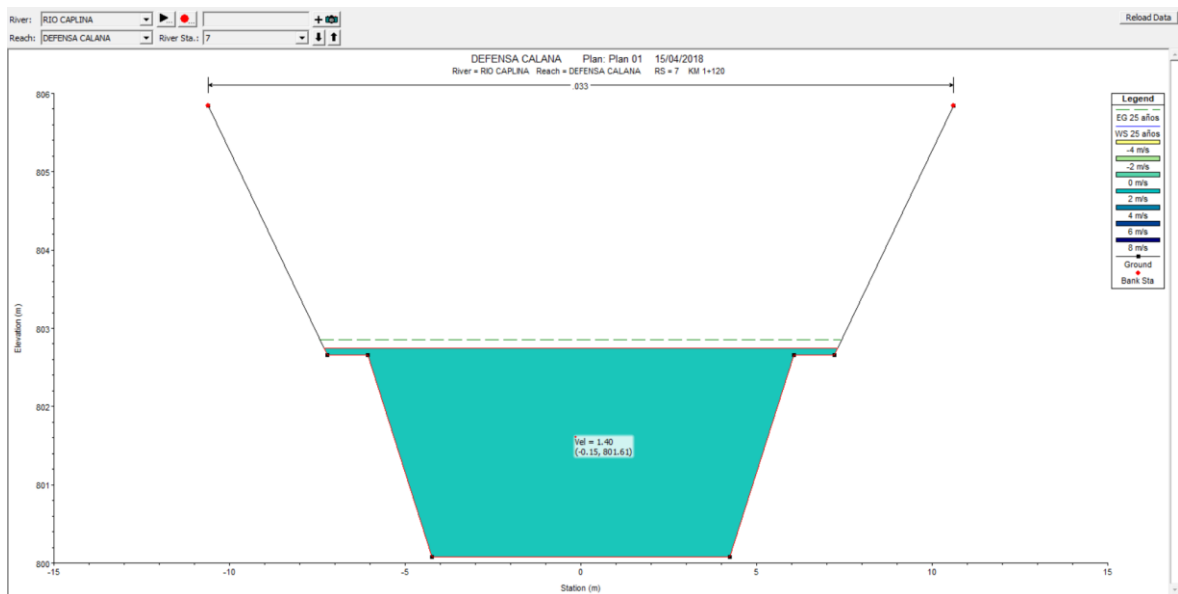 River: RIO CAPLINA
Reload Data
Reach: DEFENSA CALANA River Sta.: 7
DEFENSA CALANA Plan: Plan 01 15/04/2018
River = RIO CAPLINA Reach = DEFENSA CALANA RS = 7 KM 1+120
.033
806
805
804
803
802
801
800
Elevation (m)
Vel = 1.40
(-0.15, 801.61)
-15 -10 -5 0 5 10 15
Station (m)
Legend
EG 25 años
WS 25 años
-4 m/s
-2 m/s
0 m/s
2 m/s
4 m/s
6 m/s
8 m/s
Ground
Bank Sta